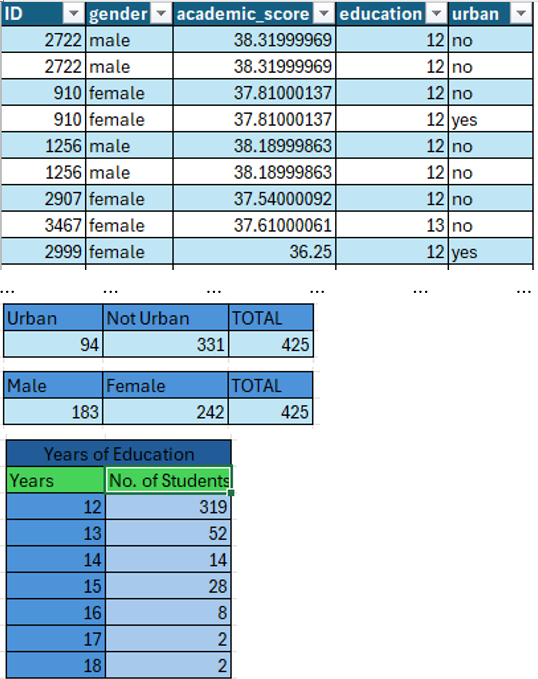 ID gender academic_score education urban
2722 male 38.31999969 12 no
2722 male 38.31999969 12 no
910 female 37.81000137 12 no
910 female 37.81000137 12 yes
1256 male 38.18999863 12 no
1256 male 38.18999863 12 no
2907 female 37.54000092 12 no
3467 female 37.61000061 13 no
2999 female 36.25 12 yes
... ... ... ... ... ...
Urban Not Urban TOTAL
94 331 425
Male Female TOTAL
183 242 425
Years of Education
Years No. of Students
12 319
13 52
14 14
15 28
16 8
17 2
18 2